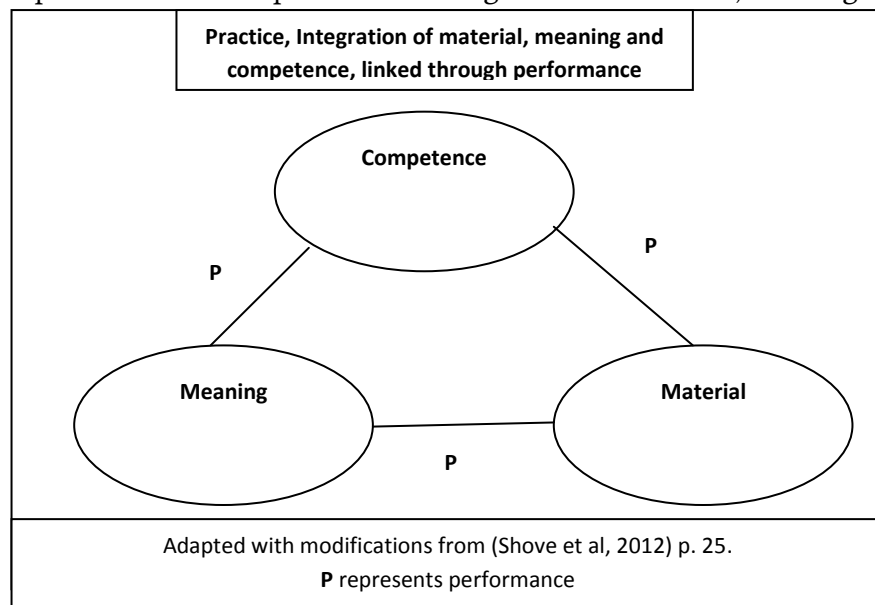 Practice, Integration of material, meaning and
competence, linked through performance
Competence
P
P
Meaning
Material
P
Adapted with modifications from (Shove et al, 2012) p. 25.
P represents performance